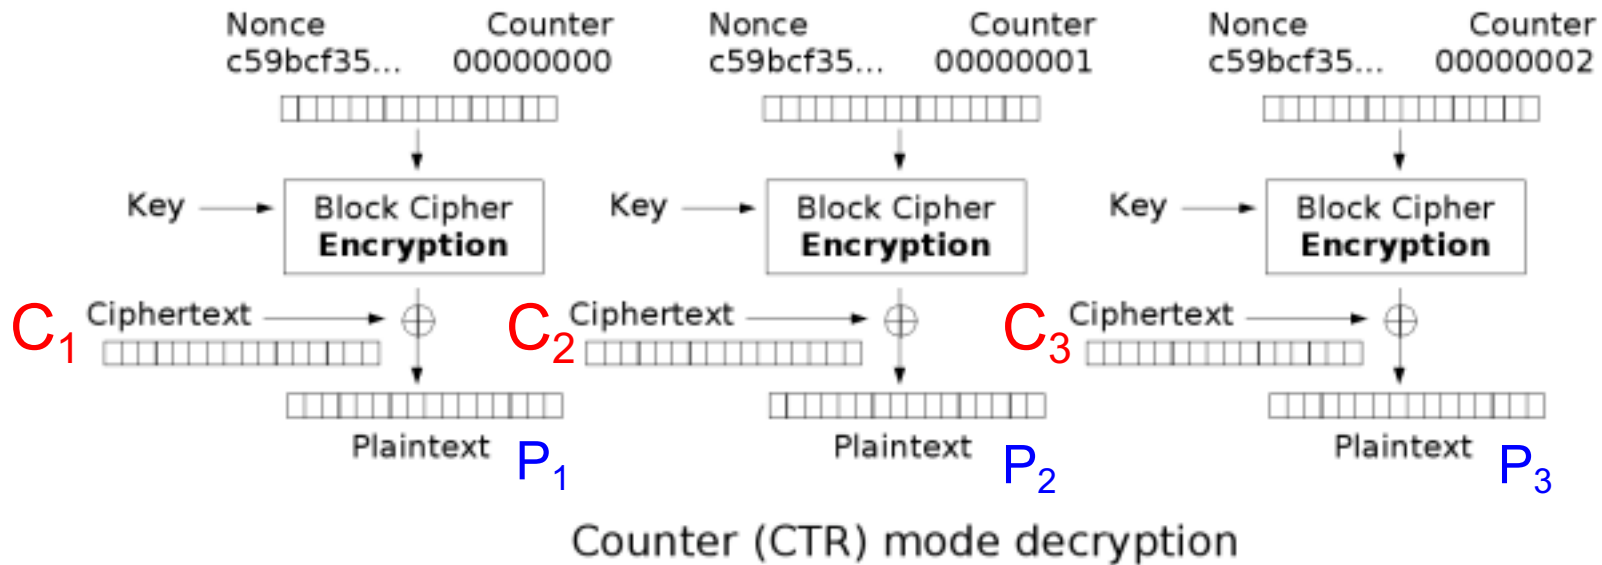 Nonce Counter Nonce Counter Nonce Counter
c59bcf35... 00000000 c59bcf35... 00000001 c59bcf35... 00000002
Key Block Cipher Key Block Cipher Key Block Cipher
Encryption Encryption Encryption
C1 Ciphertext C2 Ciphertext C3 Ciphertext
Plaintext P1 Plaintext P2 Plaintext P3
Counter (CTR) mode decryption